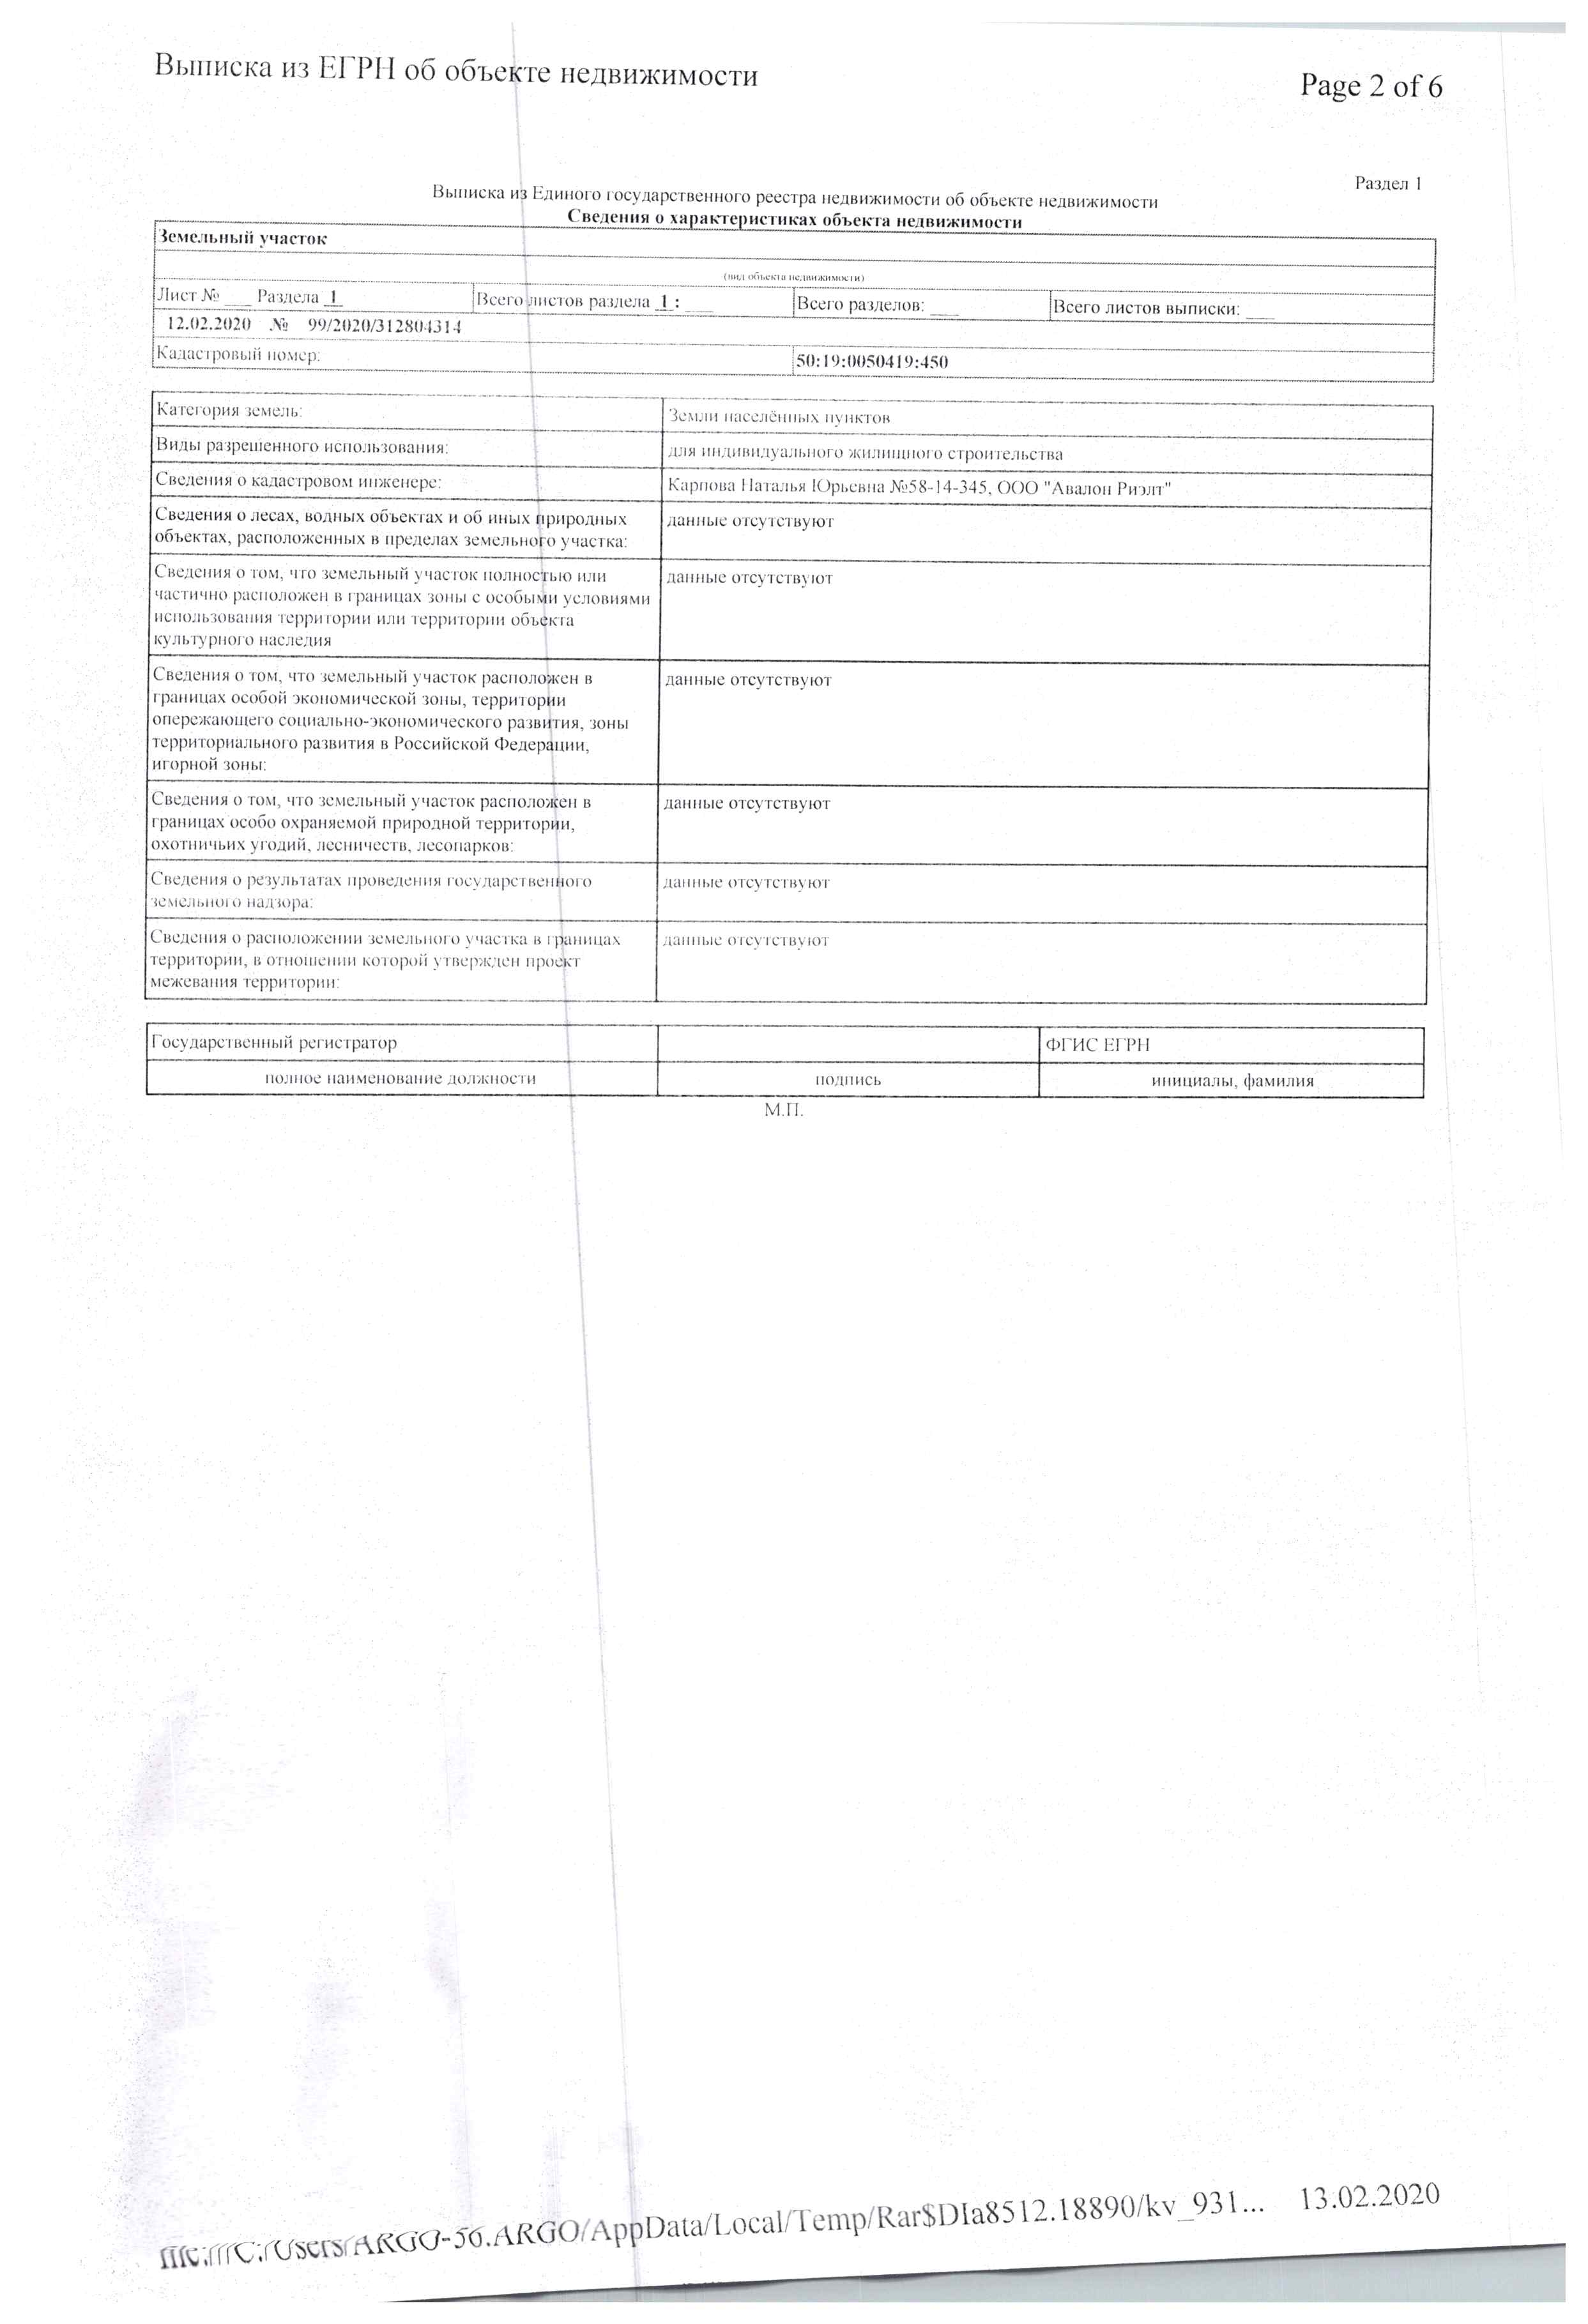 Выписка из ЕГРН об объекте недвижимости
Page 2 of 6
Раздел 1
Выписка из Единого государственного реестра недвижимости об объекте недвижимости
Сведения о характеристиках объекта недвижимости
Земельный участок
(вид объекта недвижимости)
Лист № ___ Раздела 1 Всего листов раздела 1 : ___ Всего разделов: ___ Всего листов выписки: ___
12.02.2020 № 99/2020/312804314
Кадастровый номер: 50:19:0050419:450
Категория земель: Земли населённых пунктов
Виды разрешенного использования: для индивидуального жилищного строительства
Сведения о кадастровом инженере: Карпова Наталья Юрьевна №58-14-345, ООО "Авалон Риэлт"
Сведения о лесах, водных объектах и об иных природных данные отсутствуют
объектах, расположенных в пределах земельного участка:
Сведения о том, что земельный участок полностью или данные отсутствуют
частично расположен в границах зоны с особыми условиями
использования территории или территории объекта
культурного наследия
Сведения о том, что земельный участок расположен в данные отсутствуют
границах особой экономической зоны, территории
опережающего социально-экономического развития, зоны
территориального развития в Российской Федерации,
игорной зоны:
Сведения о том, что земельный участок расположен в данные отсутствуют
границах особо охраняемой природной территории,
охотничьих угодий, лесничеств, лесопарков:
Сведения о результатах проведения государственного данные отсутствуют
земельного надзора:
Сведения о расположении земельного участка в границах данные отсутствуют
территории, в отношении которой утвержден проект
межевания территории:
Государственный регистратор ФГИС ЕГРН
полное наименование должности подпись инициалы, фамилия
М.П.
file:///C:/Users/ARGO-56.ARGO/AppData/Local/Temp/Rar$DIa8512.18890/kv_931... 13.02.2020